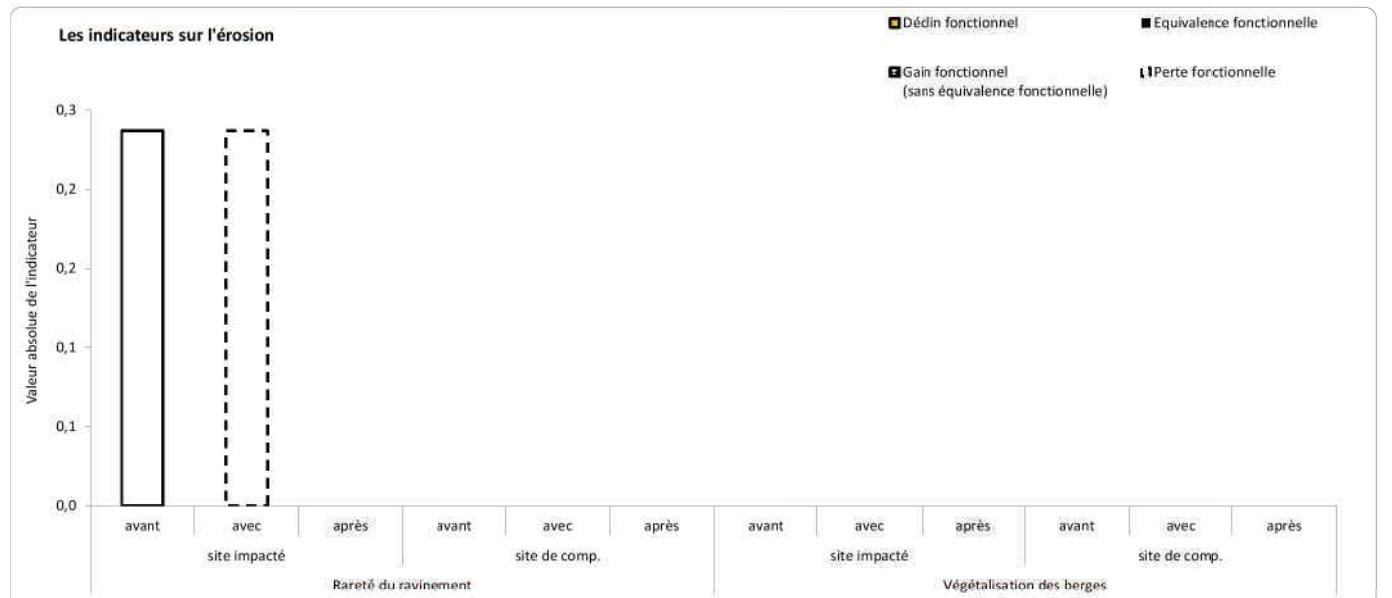 Les indicateurs sur l'érosion
Déclin fonctionnel
Equivalence fonctionnelle
Gain fonctionnel
(sans équivalence fonctionnelle)
Perte fonctionnelle
Valeur absolue de l'indicateur
0,3
0,2
0,2
0,1
0,1
0,0
avant avec après avant avec après avant avec après avant avec après
site impacté site de comp. site impacté site de comp.
Rareté du ravinement Végétalisation des berges